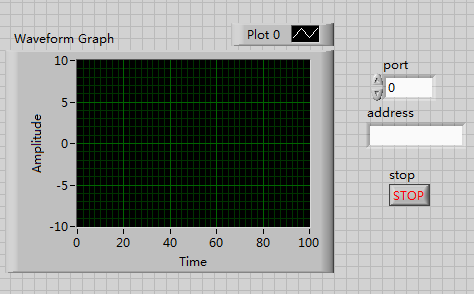 Waveform Graph
Plot 0
10
5
0
-5
-10
Amplitude
0 20 40 60 80 100
Time
port
0
address
stop
STOP